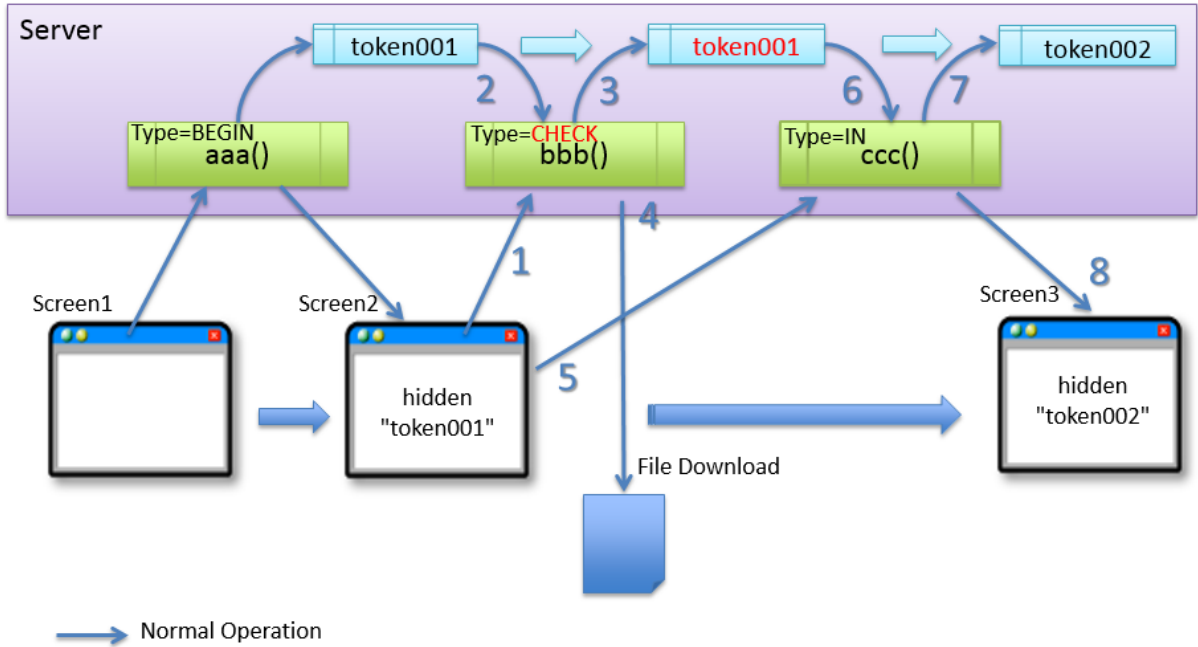 Server
token001
token001
token002
2
3
6
7
Type=BEGIN
aaa()
Type=CHECK
bbb()
Type=IN
ccc()
1
4
5
8
Screen1
Screen2
hidden
"token001"
Screen3
hidden
"token002"
File Download
Normal Operation